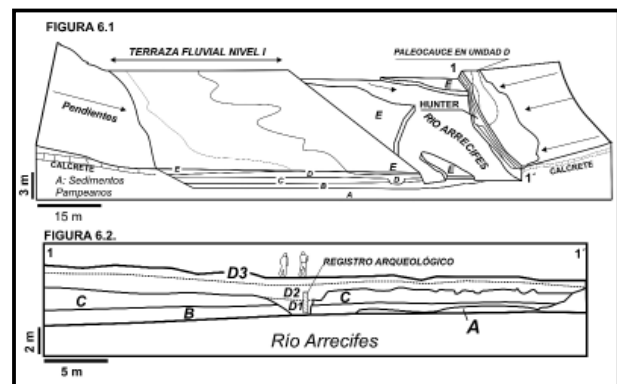 FIGURA 6.1
TERRAZA FLUVIAL NIVEL I
PALEOCAUCE EN UNIDAD D
1
E
HUNTER
Pendientes
E
RÍO ARRECIFES
CALCRETE
E
D
E
E
1´
CALCRETE
C
D
A: Sedimentos
Pampeanos
B
A
3 m
15 m
FIGURA 6.2.
1
1´
REGISTRO ARQUEOLÓGICO
D3
D2
C
C
D1
B
A
Río Arrecifes
2 m
5 m